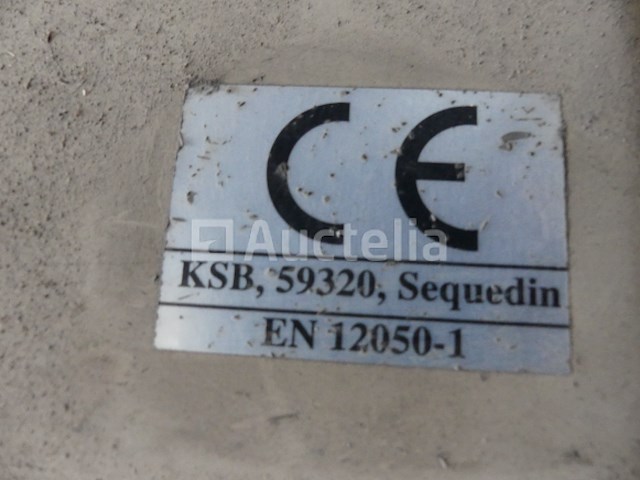 CE
Auctelia
KSB, 59320, Sequedin
EN 12050-1